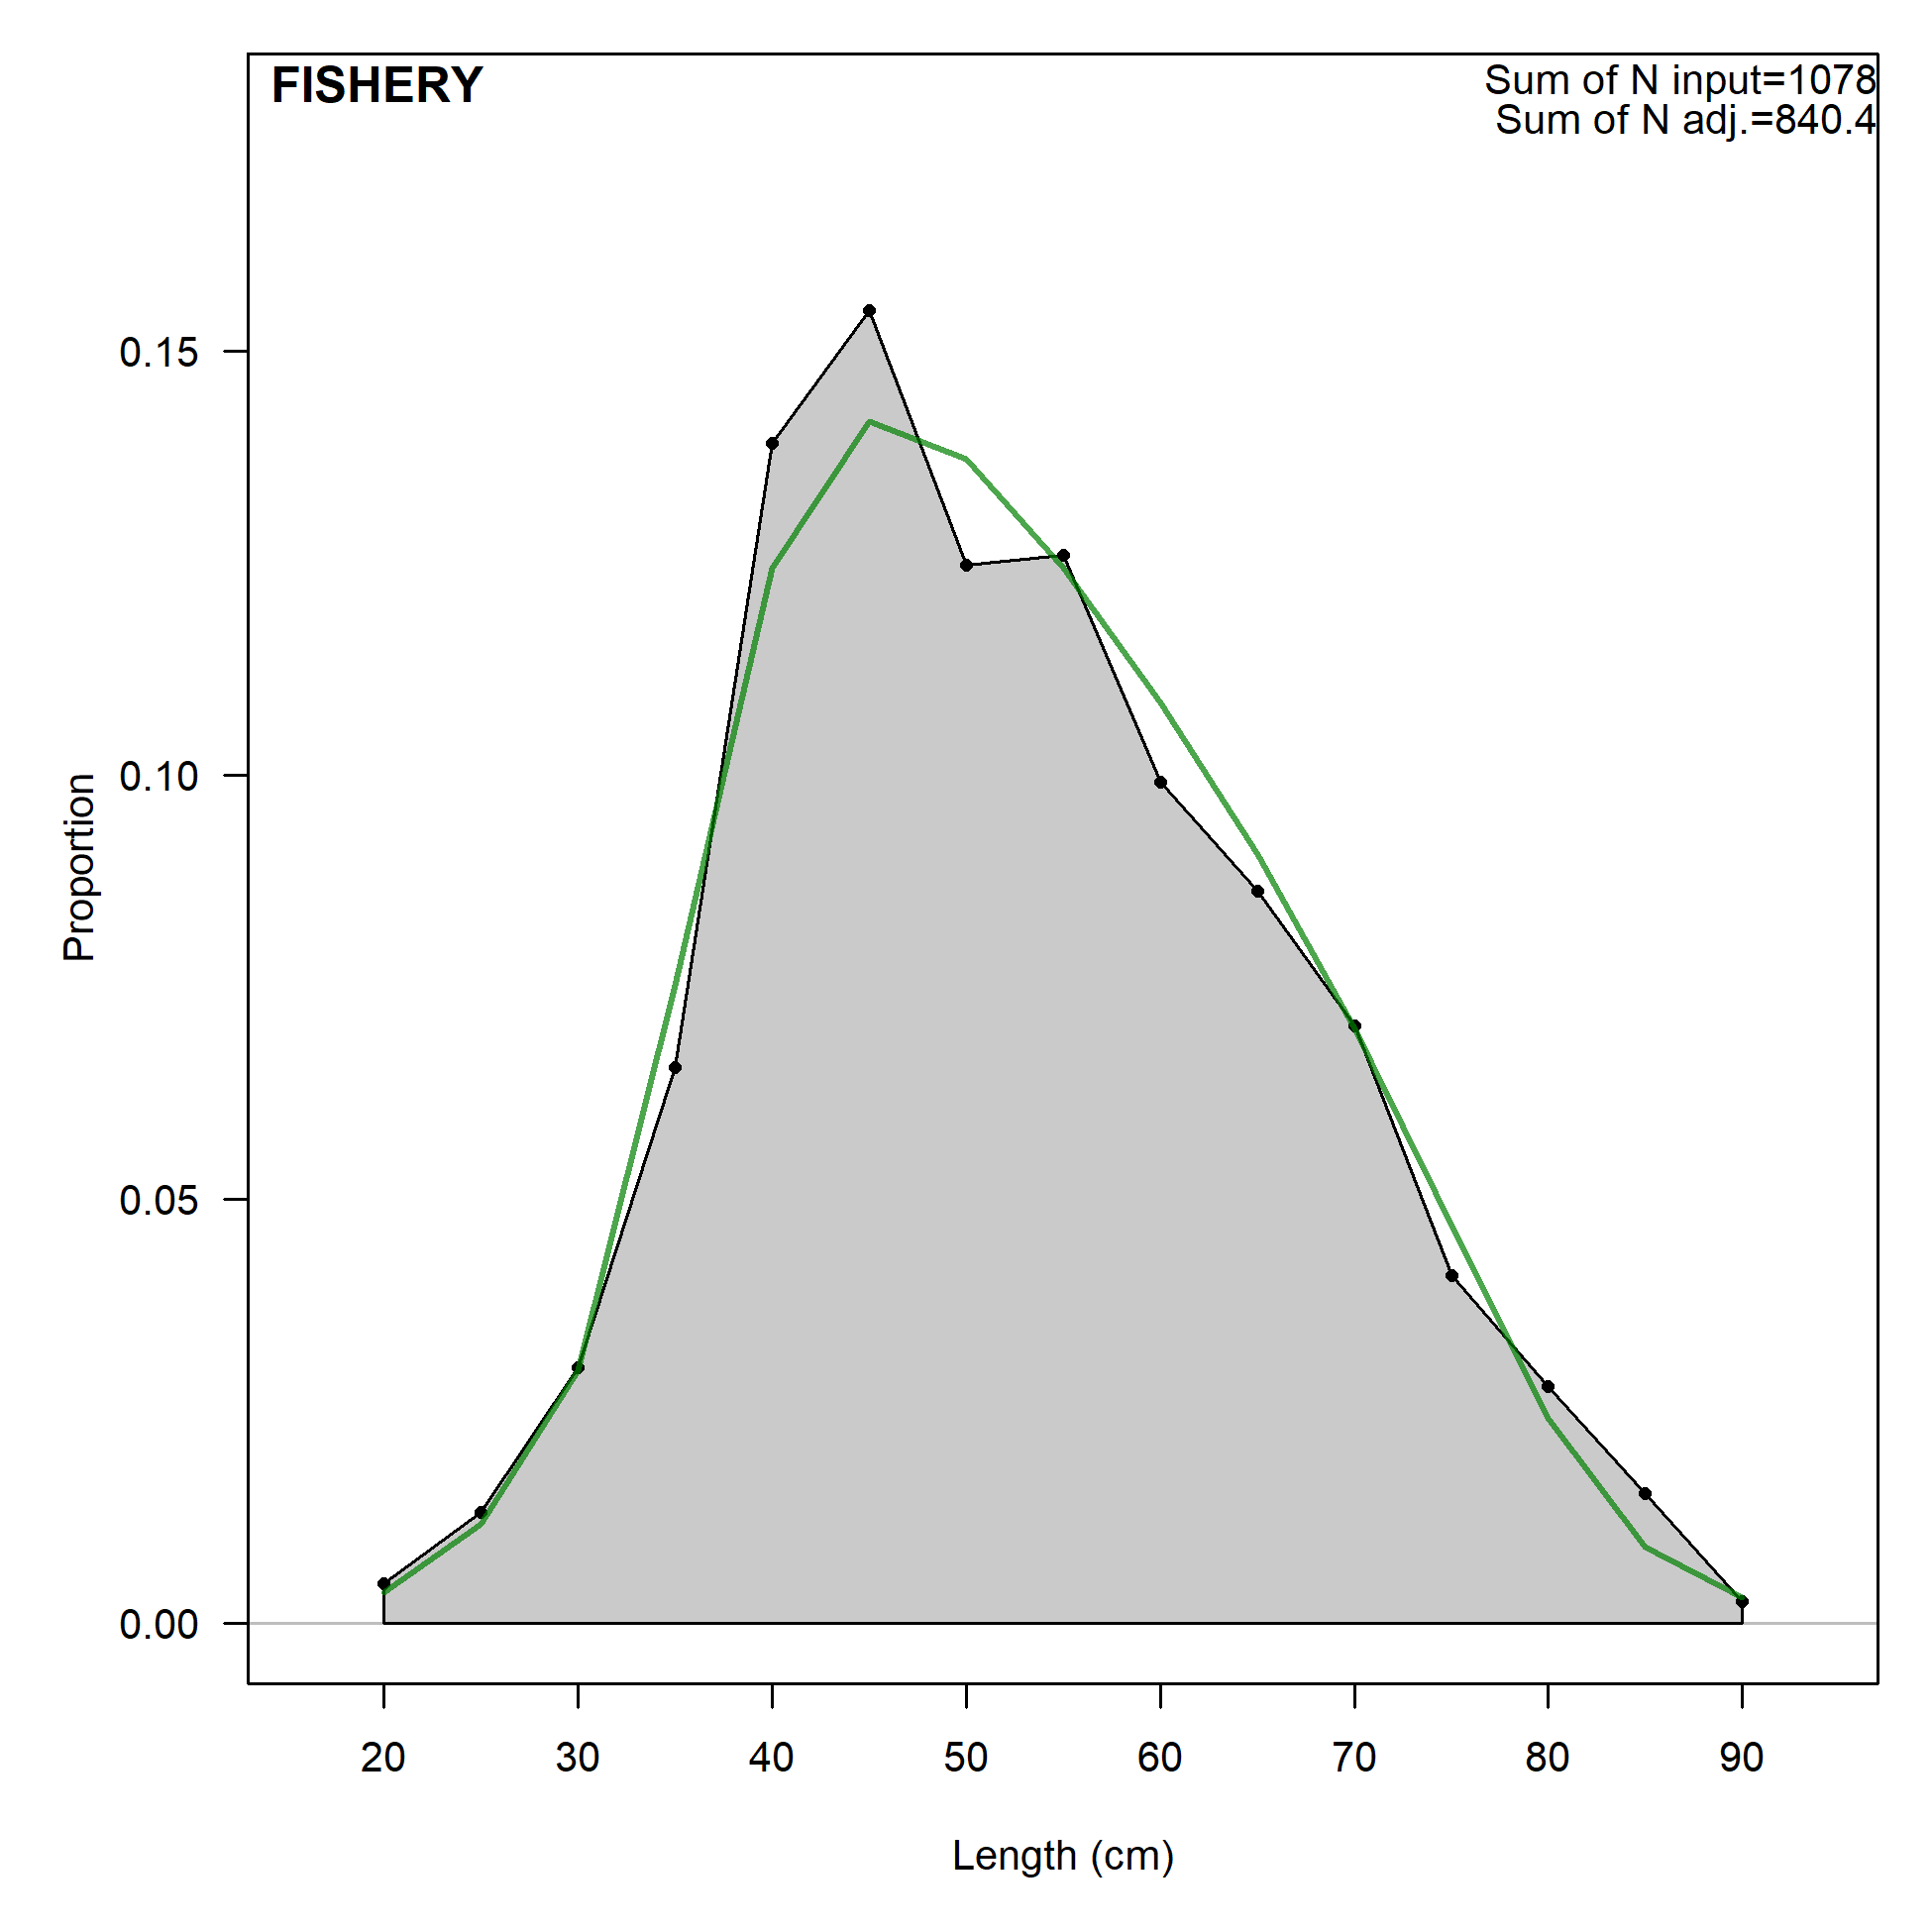 FISHERY
Sum of N input=1078
Sum of N adj.=840.4
Proportion
0.15
0.10
0.05
0.00
20 30 40 50 60 70 80 90
Length (cm)